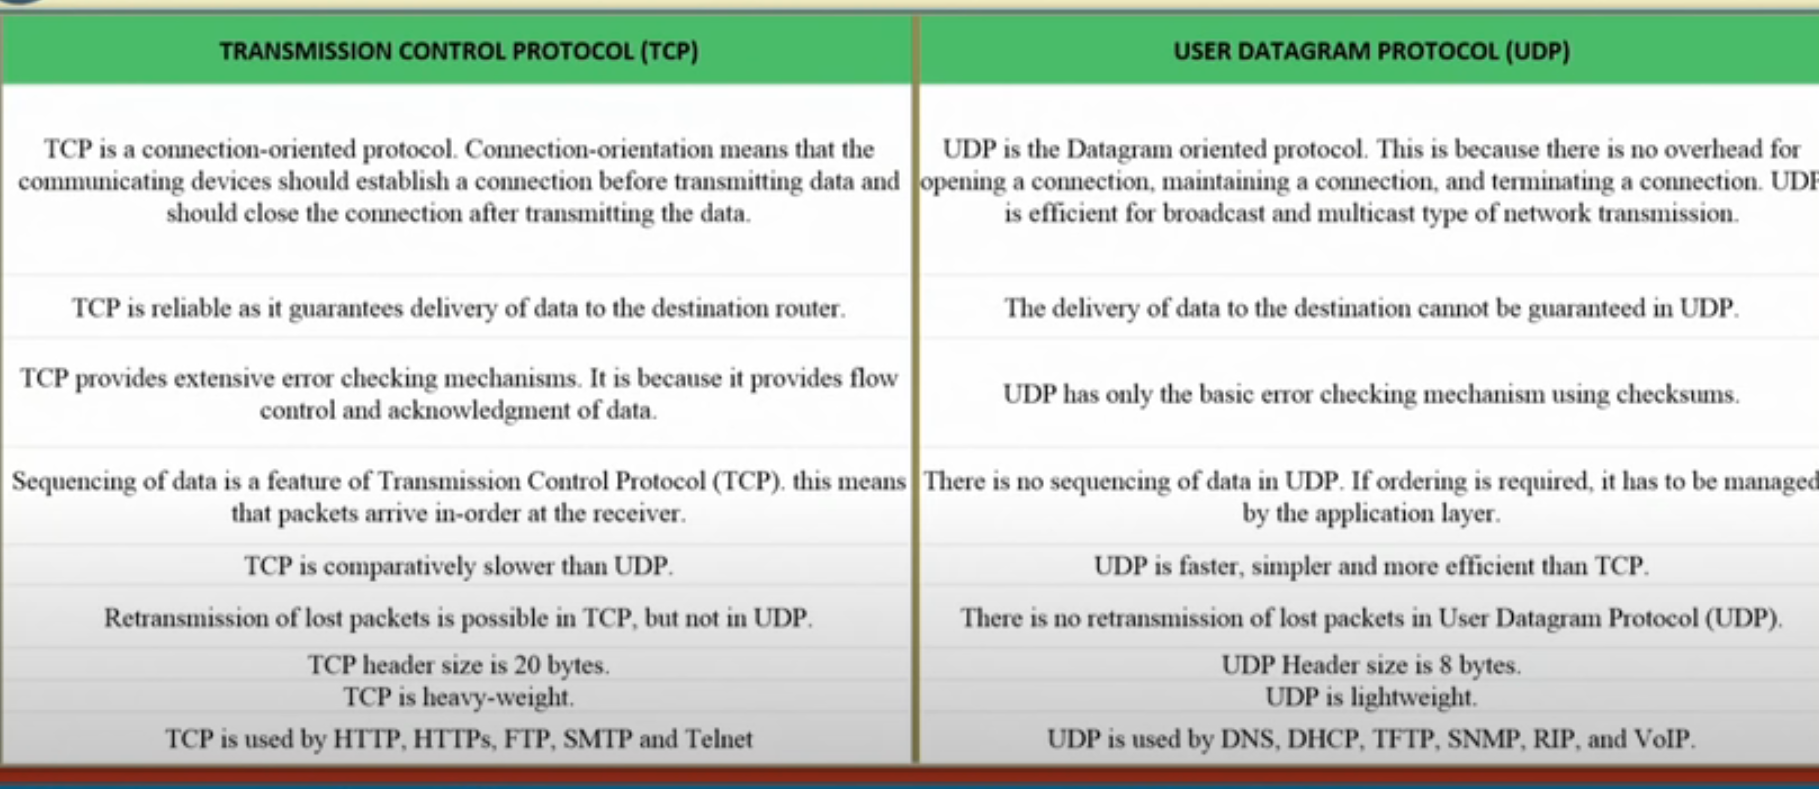 TRANSMISSION CONTROL PROTOCOL (TCP)
USER DATAGRAM PROTOCOL (UDP)
TCP is a connection-oriented protocol. Connection-orientation means that the
communicating devices should establish a connection before transmitting data and
should close the connection after transmitting the data.
UDP is the Datagram oriented protocol. This is because there is no overhead for
opening a connection, maintaining a connection, and terminating a connection. UDP
is efficient for broadcast and multicast type of network transmission.
TCP is reliable as it guarantees delivery of data to the destination router.
The delivery of data to the destination cannot be guaranteed in UDP.
TCP provides extensive error checking mechanisms. It is because it provides flow
control and acknowledgment of data.
UDP has only the basic error checking mechanism using checksums.
Sequencing of data is a feature of Transmission Control Protocol (TCP). this means
that packets arrive in-order at the receiver.
There is no sequencing of data in UDP. If ordering is required, it has to be managed
by the application layer.
TCP is comparatively slower than UDP.
UDP is faster, simpler and more efficient than TCP.
Retransmission of lost packets is possible in TCP, but not in UDP.
There is no retransmission of lost packets in User Datagram Protocol (UDP).
TCP header size is 20 bytes.
UDP Header size is 8 bytes.
TCP is heavy-weight.
UDP is lightweight.
TCP is used by HTTP, HTTPs, FTP, SMTP and Telnet
UDP is used by DNS, DHCP, TFTP, SNMP, RIP, and VoIP.